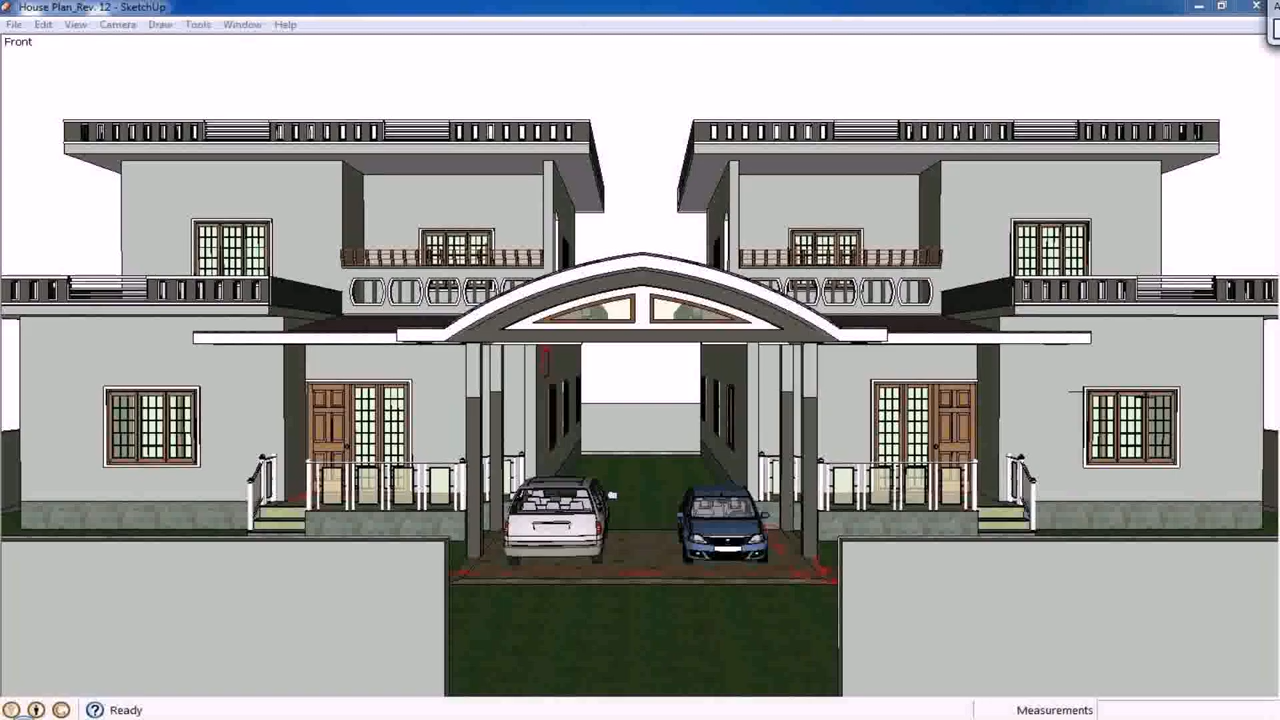 House Plan_Rev. 12 - SketchUp
File Edit View Camera Draw Tools Window Help
Front
Ready
Measurements